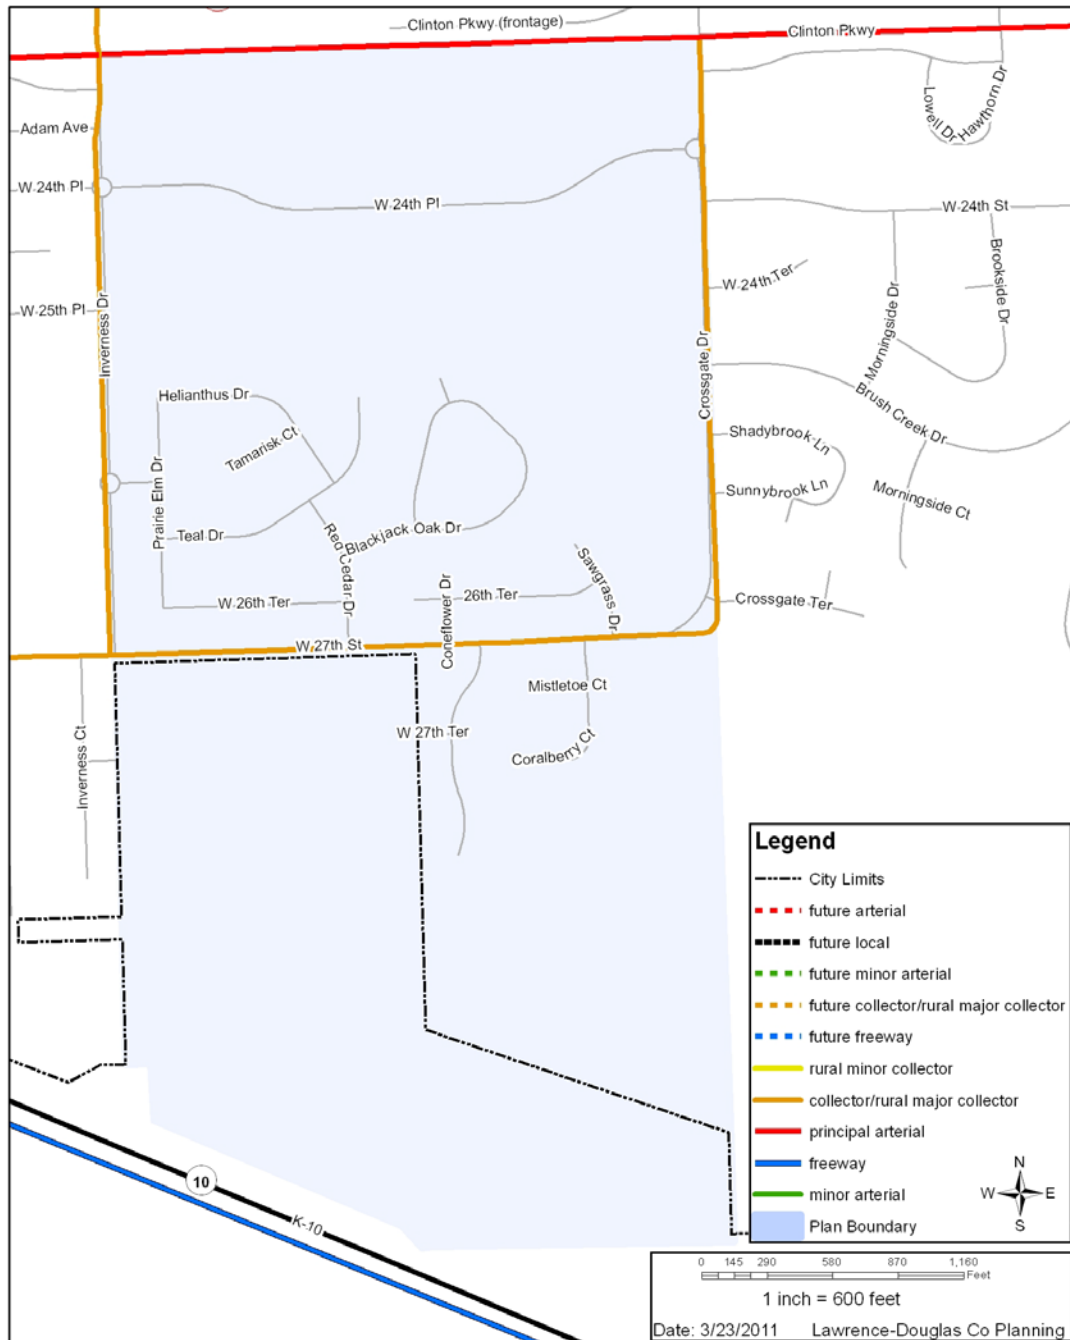 Clinton Pkwy (frontage)
Clinton Pkwy
Lowell Dr
Hawthorn Dr
Adam Ave
W 24th Pl
W 24th Pl
W 24th St
Brookside Dr
W 24th Ter
Morningside Dr
W 25th Pl
Inverness Dr
Crossgate Dr
Helianthus Dr
Brush Creek Dr
Tamarisk Ct
Shadybrook Ln
Sunnybrook Ln
Morningside Ct
Prairie Elm Dr
Teal Dr
Red Cedar Dr
Blackjack Oak Dr
Sawgrass Dr
W 26th Ter
26th Ter
Coneflower Dr
Crossgate Ter
W 27th St
Mistletoe Ct
W 27th Ter
Coralberry Ct
Inverness Ct
10
K-10
Legend
City Limits
future arterial
future local
future minor arterial
future collector/rural major collector
future freeway
rural minor collector
collector/rural major collector
principal arterial
freeway
minor arterial
Plan Boundary
N
W E
S
0 145 290 580 870 1,160
Feet
1 inch = 600 feet
Date: 3/23/2011 Lawrence-Douglas Co Planning